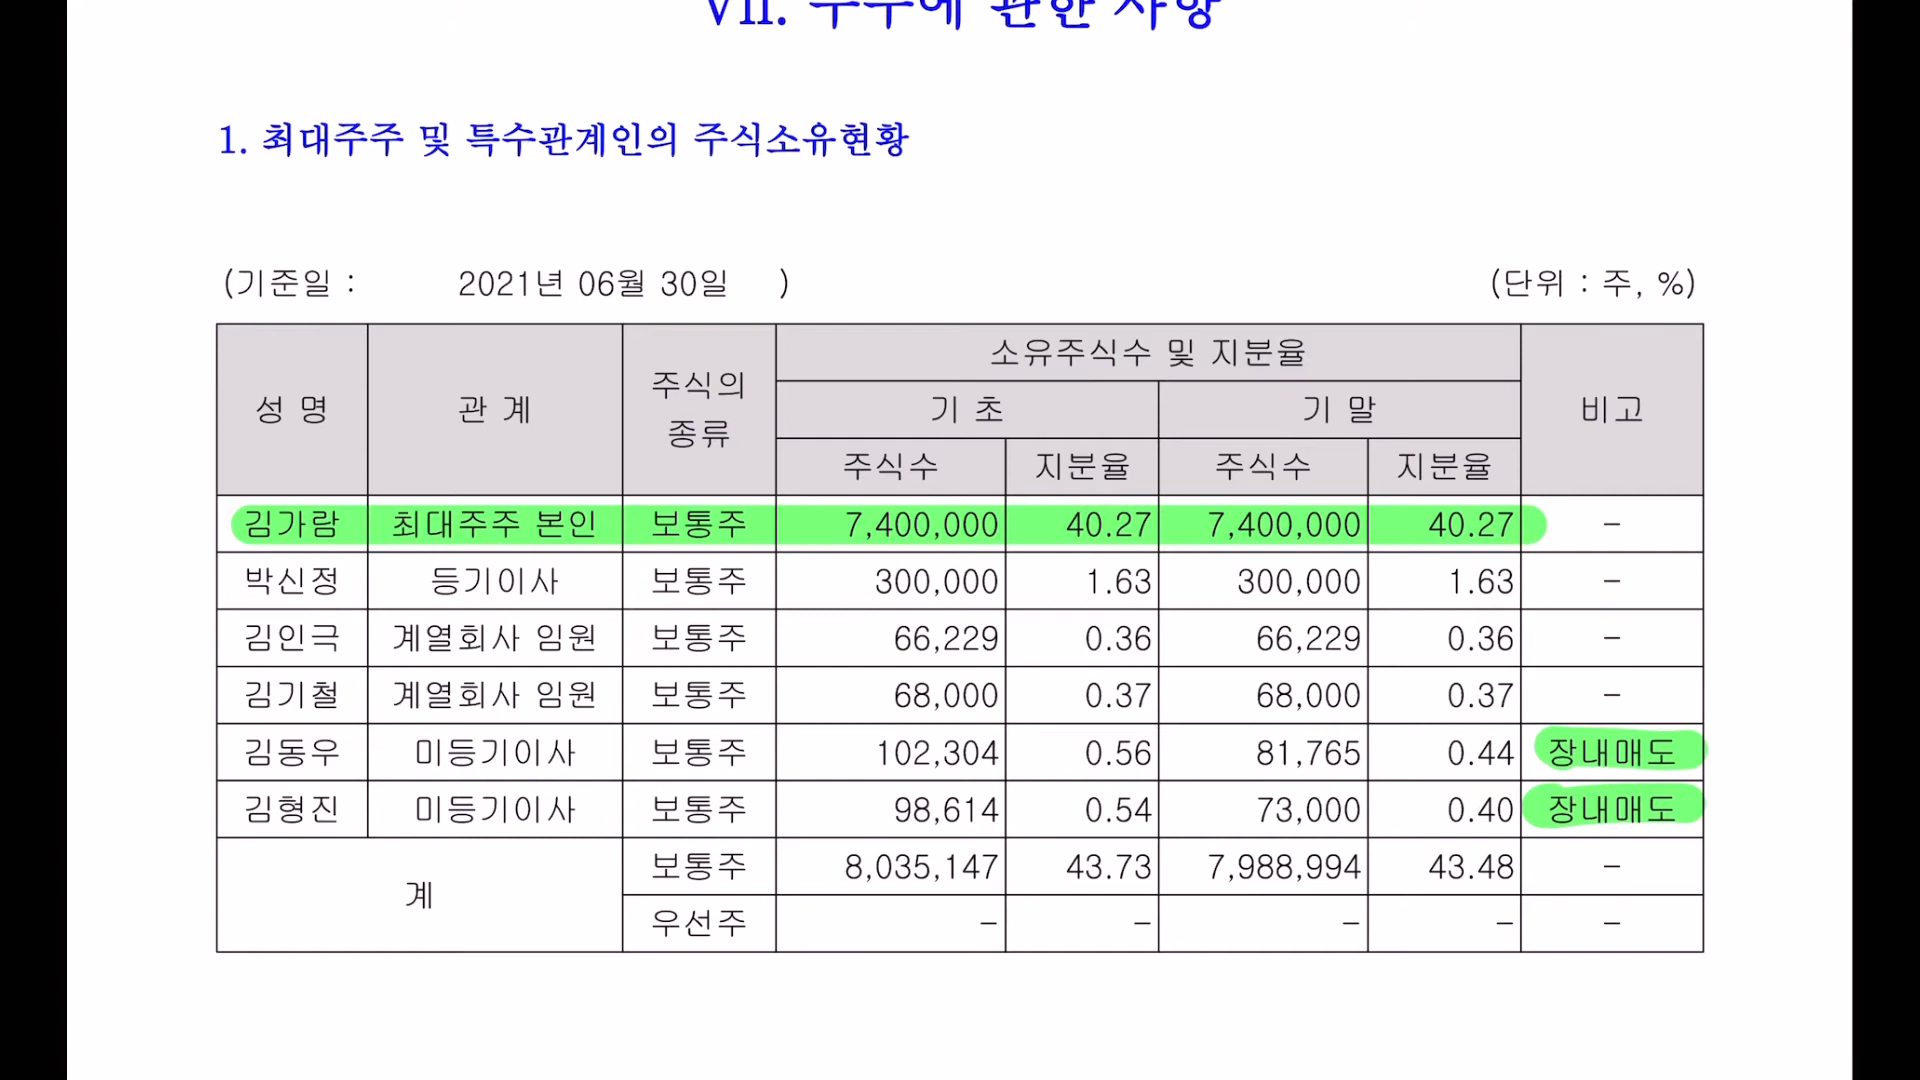 VII. 주주에 관한 사항
1. 최대주주 및 특수관계인의 주식소유현황
(기준일 : 2021년 06월 30일 ) (단위 : 주, %)
성 명 관 계 주식의 종류 소유주식수 및 지분율 비고
기 초 기 말
주식수 지분율 주식수 지분율
김가람 최대주주 본인 보통주 7,400,000 40.27 7,400,000 40.27 –
박신정 등기이사 보통주 300,000 1.63 300,000 1.63 –
김인극 계열회사 임원 보통주 66,229 0.36 66,229 0.36 –
김기철 계열회사 임원 보통주 68,000 0.37 68,000 0.37 –
김동우 미등기이사 보통주 102,304 0.56 81,765 0.44 장내매도
김형진 미등기이사 보통주 98,614 0.54 73,000 0.40 장내매도
계 보통주 8,035,147 43.73 7,988,994 43.48 –
우선주 – – – – –